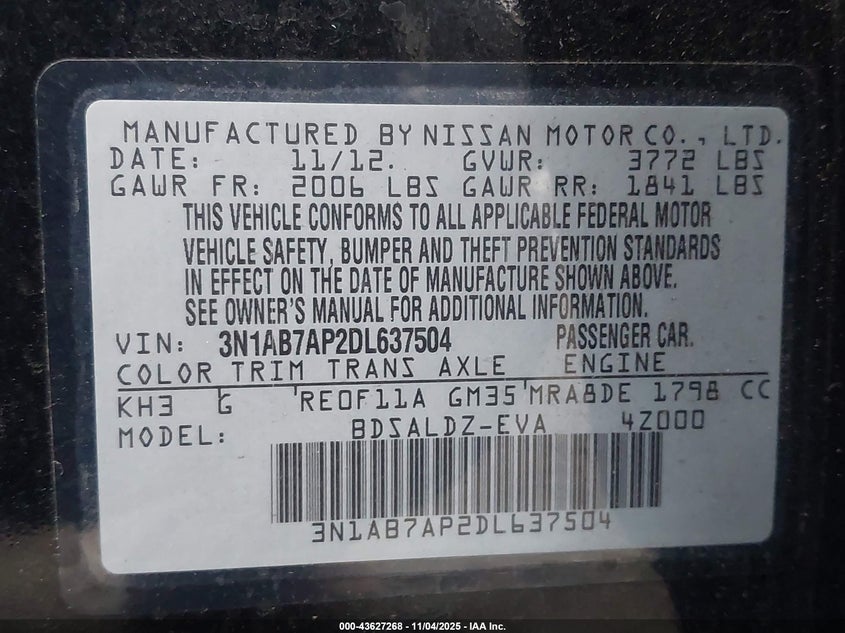 MANUFACTURED BY NISSAN MOTOR CO., LTD.
DATE: 11/12. GVWR: 3772 LBS
GAWR FR: 2006 LBS GAWR RR: 1841 LBS
THIS VEHICLE CONFORMS TO ALL APPLICABLE FEDERAL MOTOR
VEHICLE SAFETY, BUMPER AND THEFT PREVENTION STANDARDS
IN EFFECT ON THE DATE OF MANUFACTURE SHOWN ABOVE.
SEE OWNER'S MANUAL FOR ADDITIONAL INFORMATION.
VIN: 3N1AB7AP2DL637504 PASSENGER CAR.
COLOR TRIM TRANS AXLE ENGINE
KH3 G RE0F11A GM35 MRA8DE 1798 CC
MODEL: BDSALDZ-EVA 4Z000
3N1AB7AP2DL637504
000-43627268 - 11/04/2025 - IAA Inc.